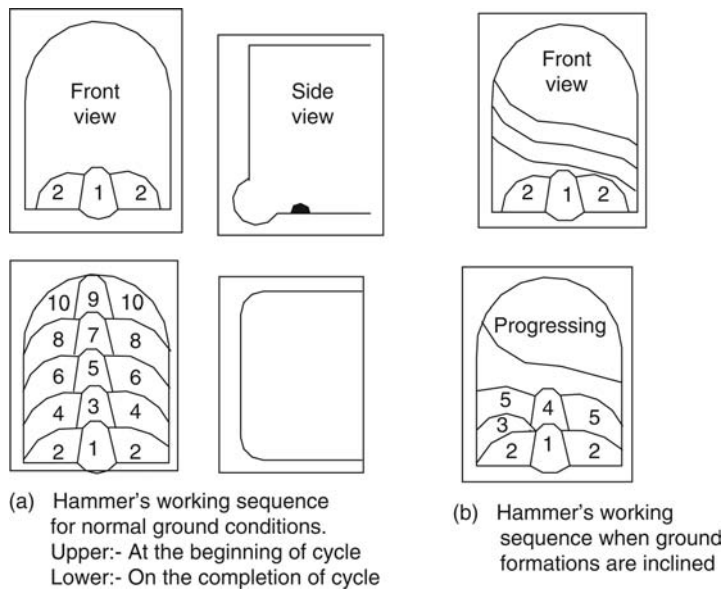 Front
view
Side
view
Front
view
2 1 2
2 1 2
10 9 10
8 7 8
6 5 6
4 3 4
2 1 2
Progressing
5 4 5
3
2 1 2
(a) Hammer's working sequence
for normal ground conditions.
Upper:- At the beginning of cycle
Lower:- On the completion of cycle
(b) Hammer's working
sequence when ground
formations are inclined